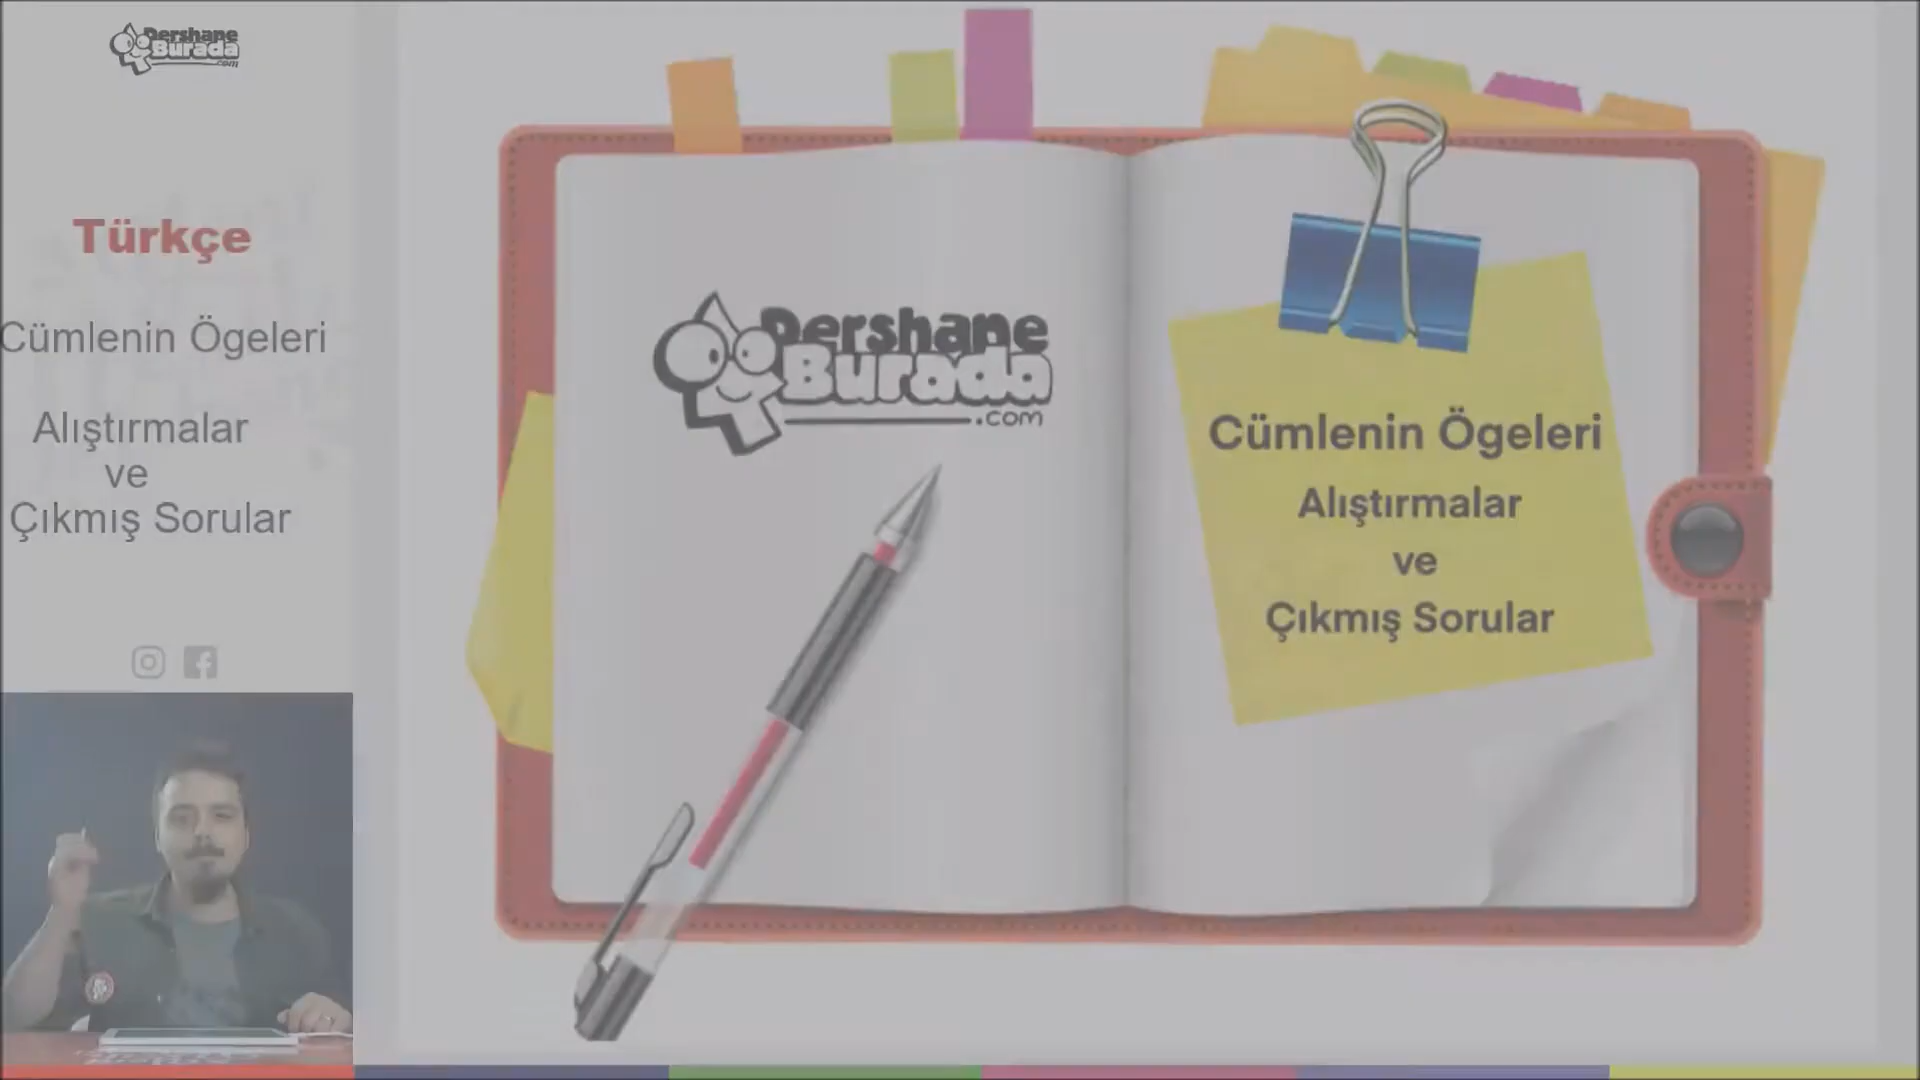 Dershane
Burada
.com
Türkçe
Cümlenin Ögeleri
Alıştırmalar
ve
Çıkmış Sorular
Dershane
Burada
.com
Cümlenin Ögeleri
Alıştırmalar
ve
Çıkmış Sorular